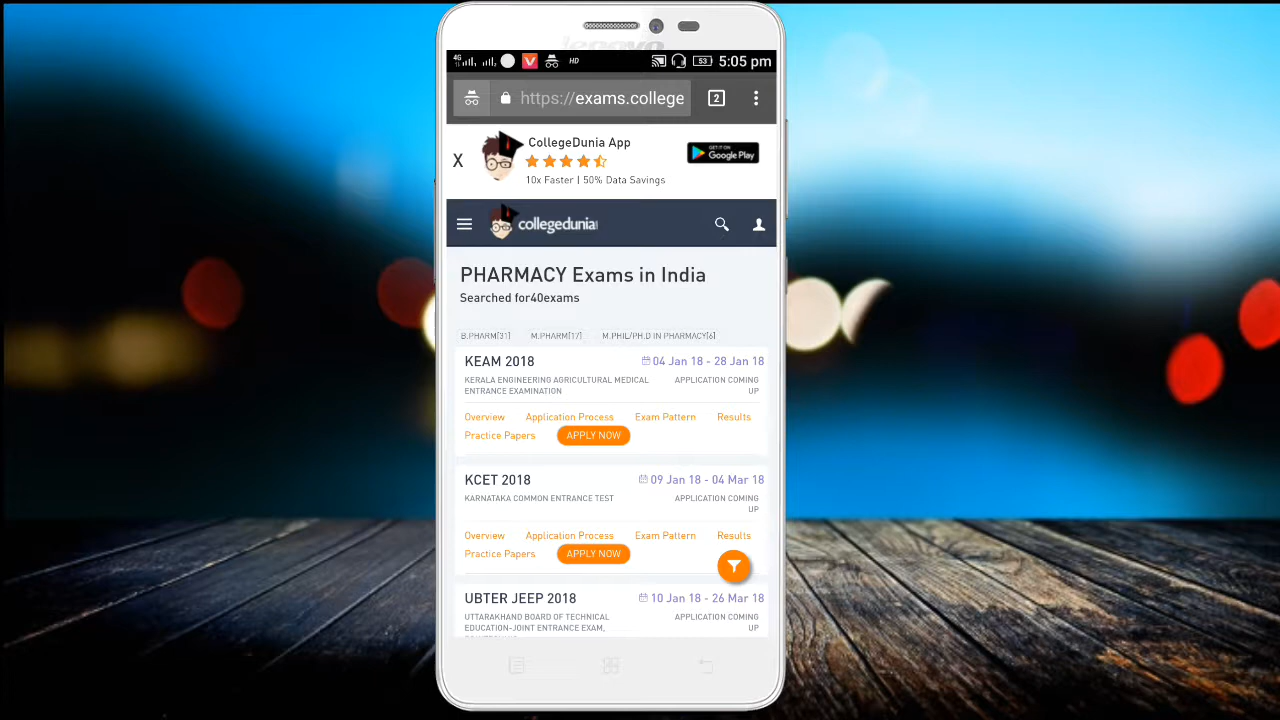 4G HD 53 5:05 pm
https://exams.college 2
CollegeDunia App
X
GET IT ON
Google Play
10x Faster | 50% Data Savings
collegedunia
PHARMACY Exams in India
Searched for40exams
B.PHARM[31] M.PHARM[17] M.PHIL/PH.D IN PHARMACY[6]
KEAM 2018 04 Jan 18 - 28 Jan 18
KERALA ENGINEERING AGRICULTURAL MEDICAL APPLICATION COMING
ENTRANCE EXAMINATION UP
Overview Application Process Exam Pattern Results
Practice Papers APPLY NOW
KCET 2018 09 Jan 18 - 04 Mar 18
KARNATAKA COMMON ENTRANCE TEST APPLICATION COMING
UP
Overview Application Process Exam Pattern Results
Practice Papers APPLY NOW
UBTER JEEP 2018 10 Jan 18 - 26 Mar 18
UTTARAKHAND BOARD OF TECHNICAL APPLICATION COMING
EDUCATION-JOINT ENTRANCE EXAM, UP